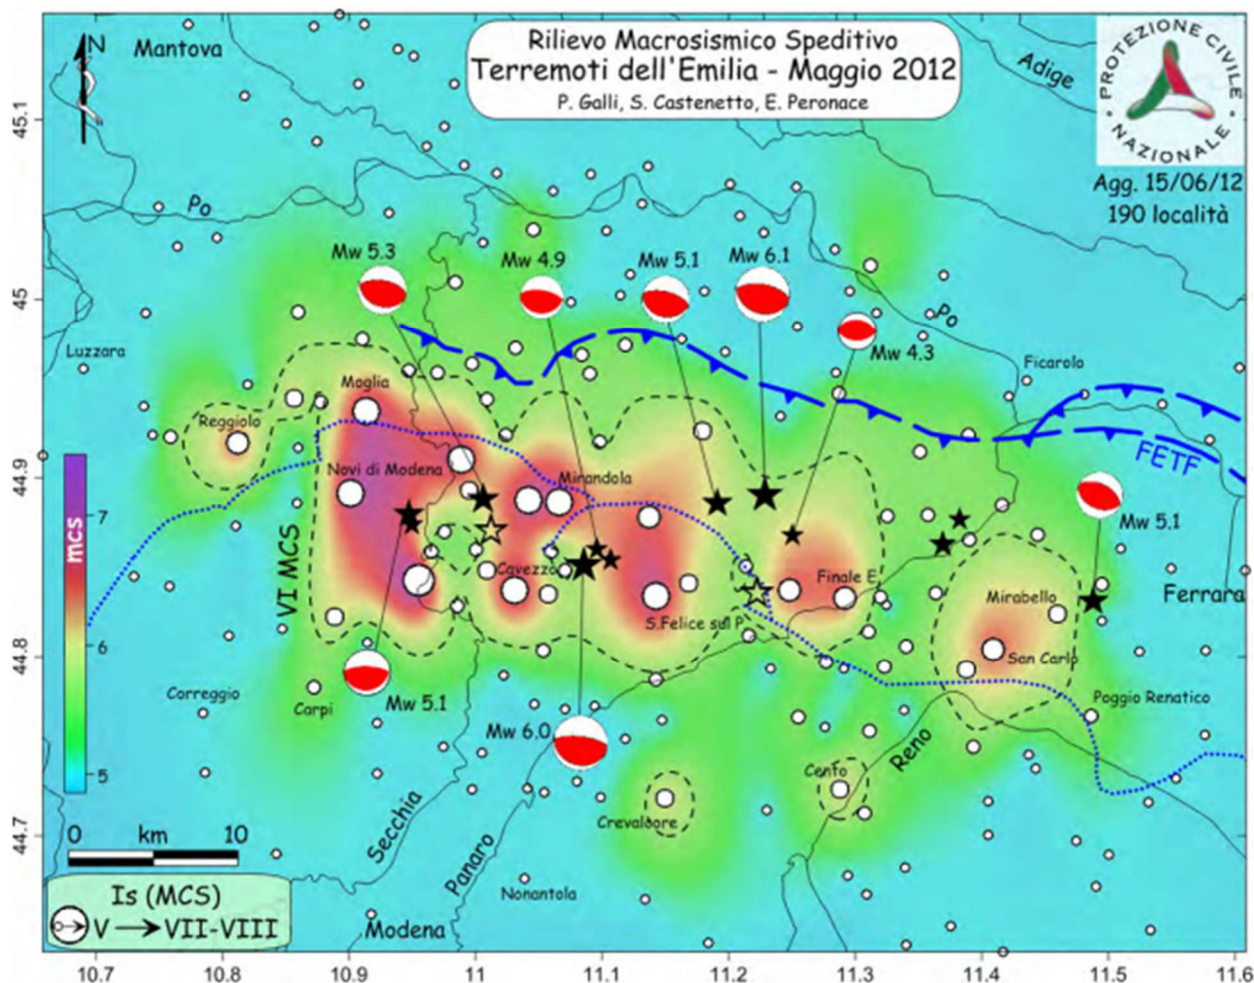 Rilievo Macrosismico Speditivo
Terremoti dell'Emilia - Maggio 2012
P. Galli, S. Castenetto, E. Peronace
PROTEZIONE CIVILE
NAZIONALE
Agg. 15/06/12
190 località
N
Mantova
Adige
Po
Mw 5.3
Mw 4.9
Mw 5.1
Mw 6.1
Po
Mw 4.3
Luzzara
Ficarolo
Moglia
Reggiolo
FETF
Novi di Modena
Mirandola
Mw 5.1
VI MCS
Cavezzo
Finale E.
Mirabello
Ferrara
S.Felice sul P.
San Carlo
Correggio
Carpi
Mw 5.1
Poggio Renatico
Mw 6.0
Reno
Cento
Crevalcore
Secchia
Panaro
Nonantola
Modena
mcs
7
6
5
0 km 10
Is (MCS)
V VII-VIII
45.1
45
44.9
44.8
44.7
10.7 10.8 10.9 11 11.1 11.2 11.3 11.4 11.5 11.6